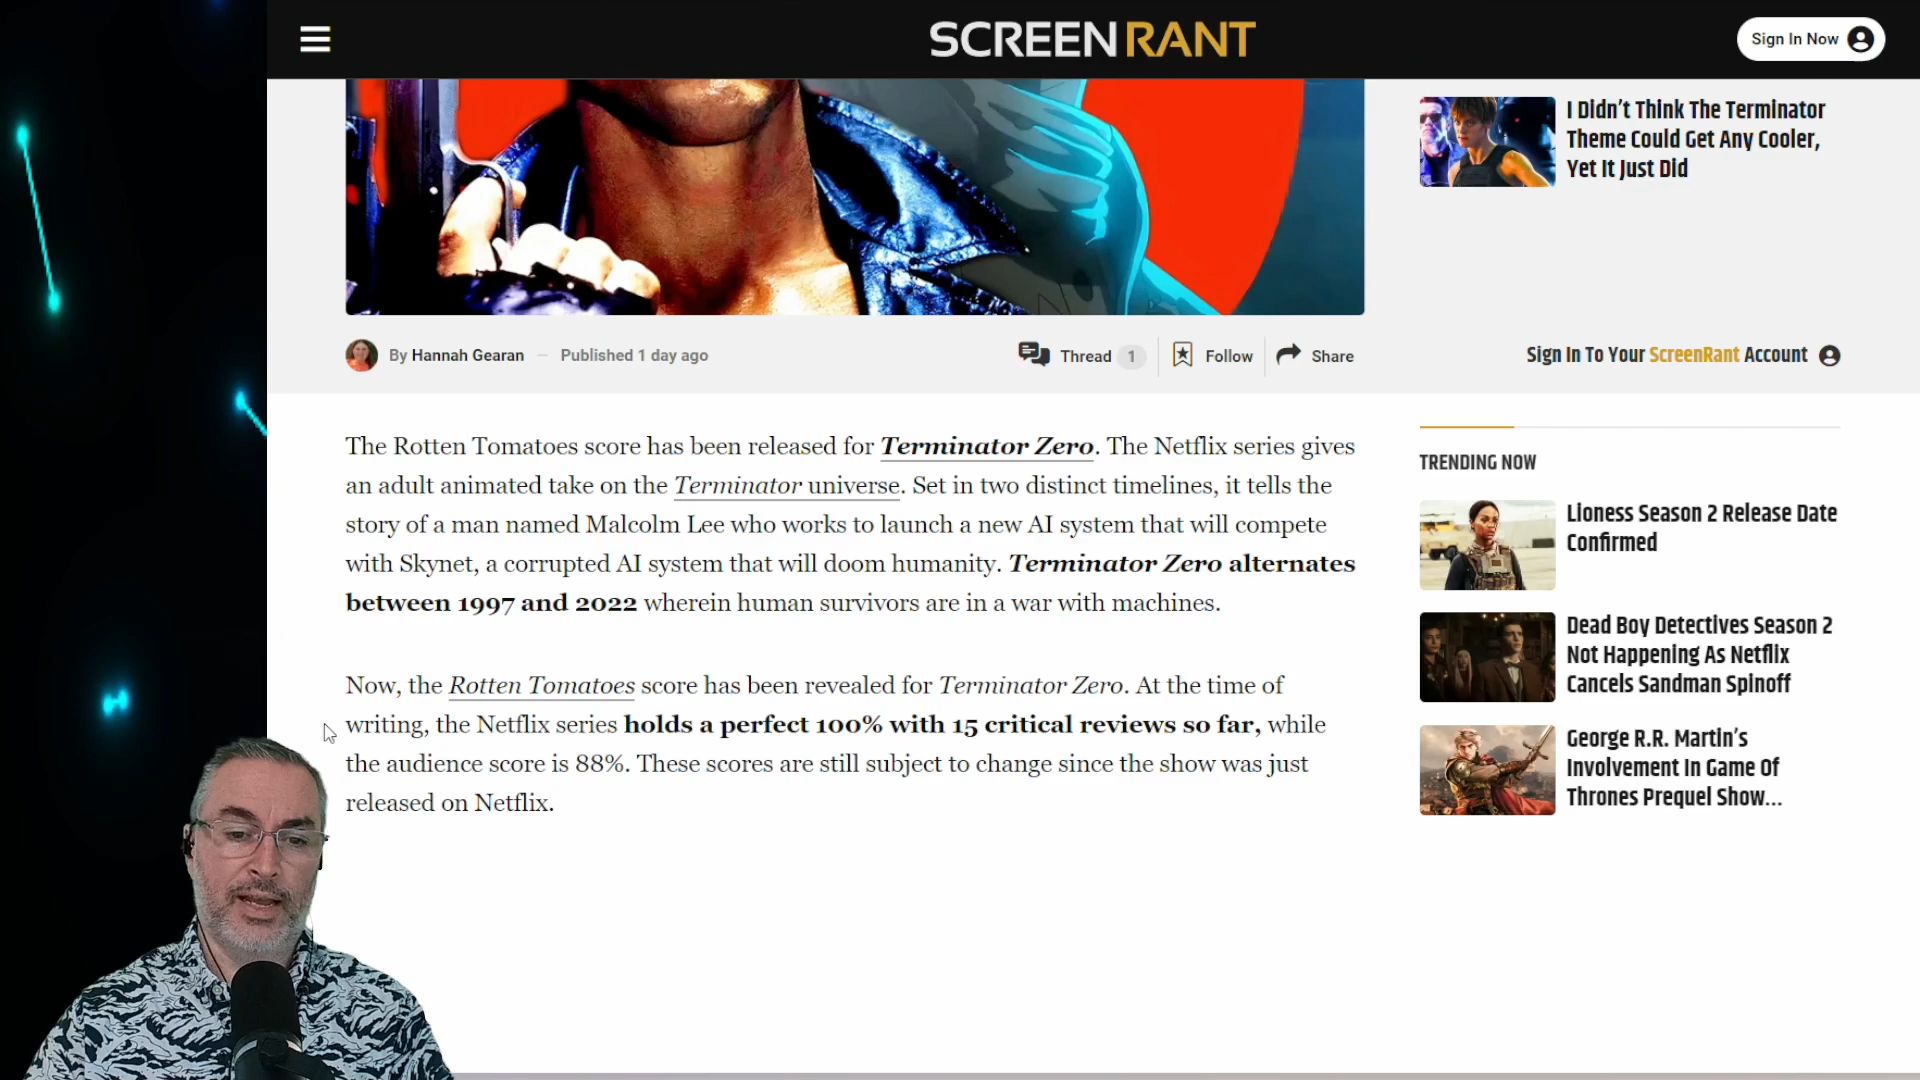 SCREENRANT
Sign In Now
I Didn’t Think The Terminator
Theme Could Get Any Cooler,
Yet It Just Did
By Hannah Gearan — Published 1 day ago
Thread 1
Follow
Share
Sign In To Your ScreenRant Account
The Rotten Tomatoes score has been released for Terminator Zero. The Netflix series gives
an adult animated take on the Terminator universe. Set in two distinct timelines, it tells the
story of a man named Malcolm Lee who works to launch a new AI system that will compete
with Skynet, a corrupted AI system that will doom humanity. Terminator Zero alternates
between 1997 and 2022 wherein human survivors are in a war with machines.
Now, the Rotten Tomatoes score has been revealed for Terminator Zero. At the time of
writing, the Netflix series holds a perfect 100% with 15 critical reviews so far, while
the audience score is 88%. These scores are still subject to change since the show was just
released on Netflix.
TRENDING NOW
Lioness Season 2 Release Date
Confirmed
Dead Boy Detectives Season 2
Not Happening As Netflix
Cancels Sandman Spinoff
George R.R. Martin’s
Involvement In Game Of
Thrones Prequel Show...